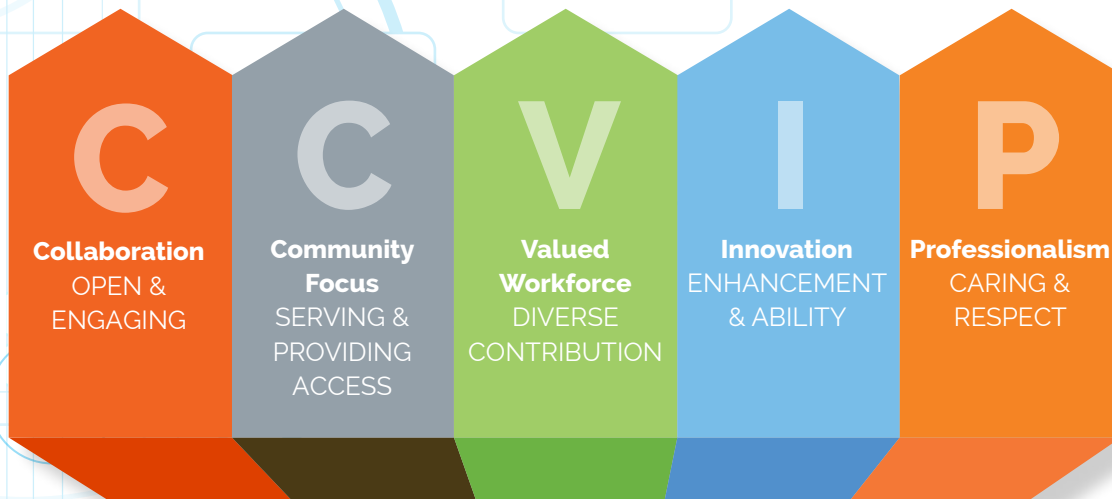 C
Collaboration
OPEN &
ENGAGING
C
Community
Focus
SERVING &
PROVIDING
ACCESS
V
Valued
Workforce
DIVERSE
CONTRIBUTION
I
Innovation
ENHANCEMENT
& ABILITY
P
Professionalism
CARING &
RESPECT